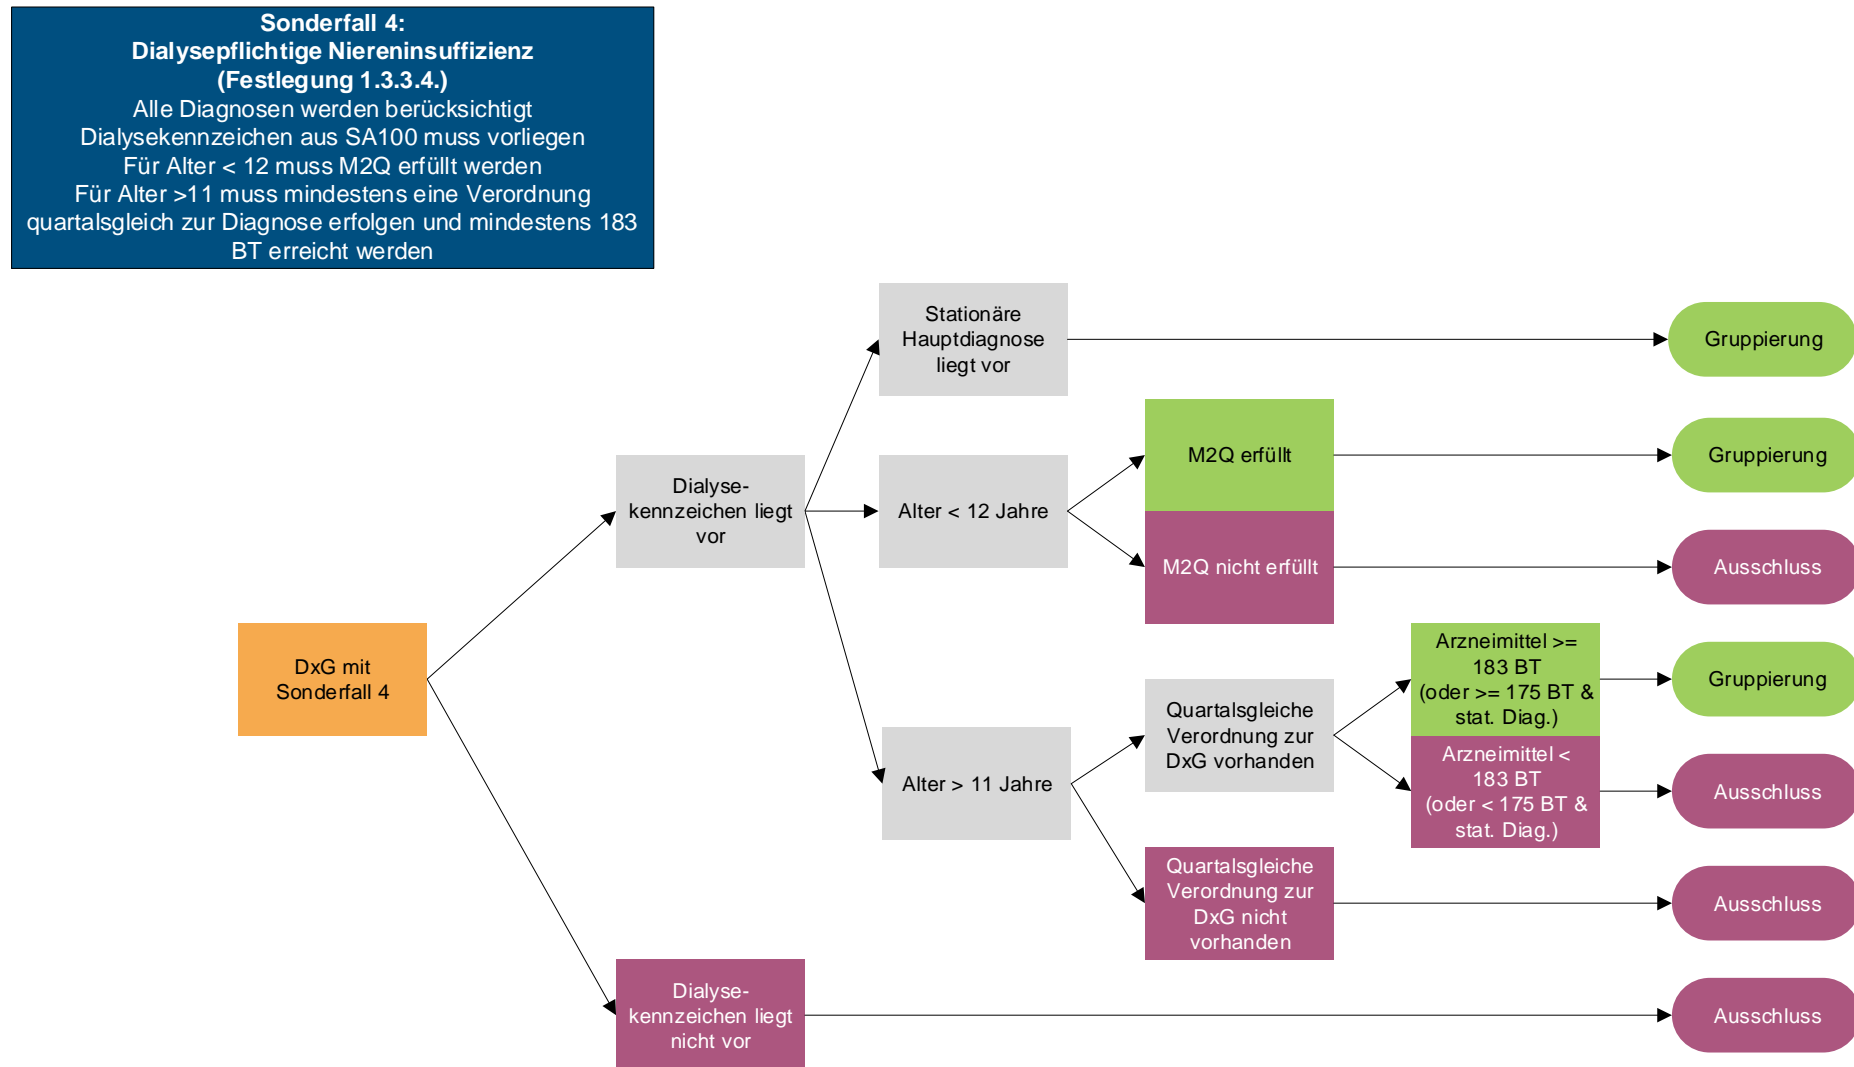 Sonderfall 4:
Dialysepflichtige Niereninsuffizienz
(Festlegung 1.3.3.4.)
Alle Diagnosen werden berücksichtigt
Dialysekennzeichen aus SA100 muss vorliegen
Für Alter < 12 muss M2Q erfüllt werden
Für Alter >11 muss mindestens eine Verordnung
quartalsgleich zur Diagnose erfolgen und mindestens 183
BT erreicht werden
Stationäre
Hauptdiagnose
liegt vor
Gruppierung
M2Q erfüllt
Gruppierung
Dialyse-
kennzeichen liegt
vor
Alter < 12 Jahre
M2Q nicht erfüllt
Ausschluss
DxG mit
Sonderfall 4
Arzneimittel >=
183 BT
(oder >= 175 BT &
stat. Diag.)
Gruppierung
Quartalsgleiche
Verordnung zur
DxG vorhanden
Alter > 11 Jahre
Arzneimittel <
183 BT
(oder < 175 BT &
stat. Diag.)
Ausschluss
Quartalsgleiche
Verordnung zur
DxG nicht
vorhanden
Ausschluss
Dialyse-
kennzeichen liegt
nicht vor
Ausschluss